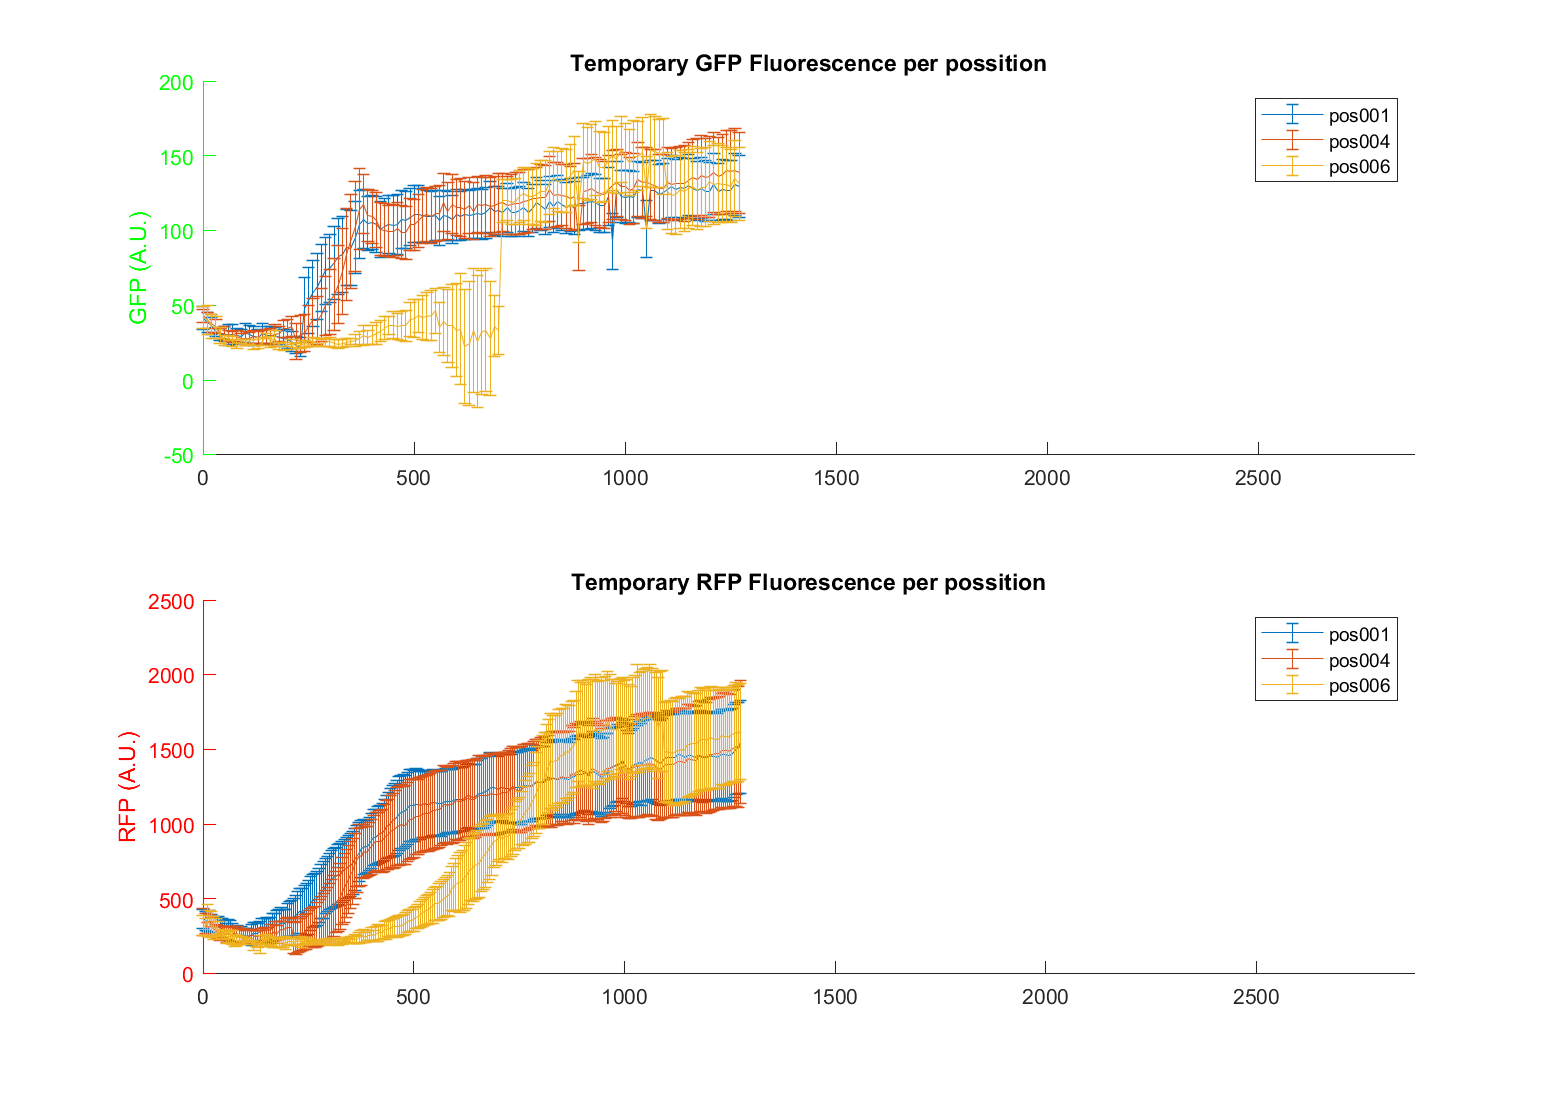 Temporary GFP Fluorescence per possition
200
150
100
50
0
-50
GFP (A.U.)
0 500 1000 1500 2000 2500
pos001
pos004
pos006
Temporary RFP Fluorescence per possition
2500
2000
1500
1000
500
0
RFP (A.U.)
0 500 1000 1500 2000 2500
pos001
pos004
pos006